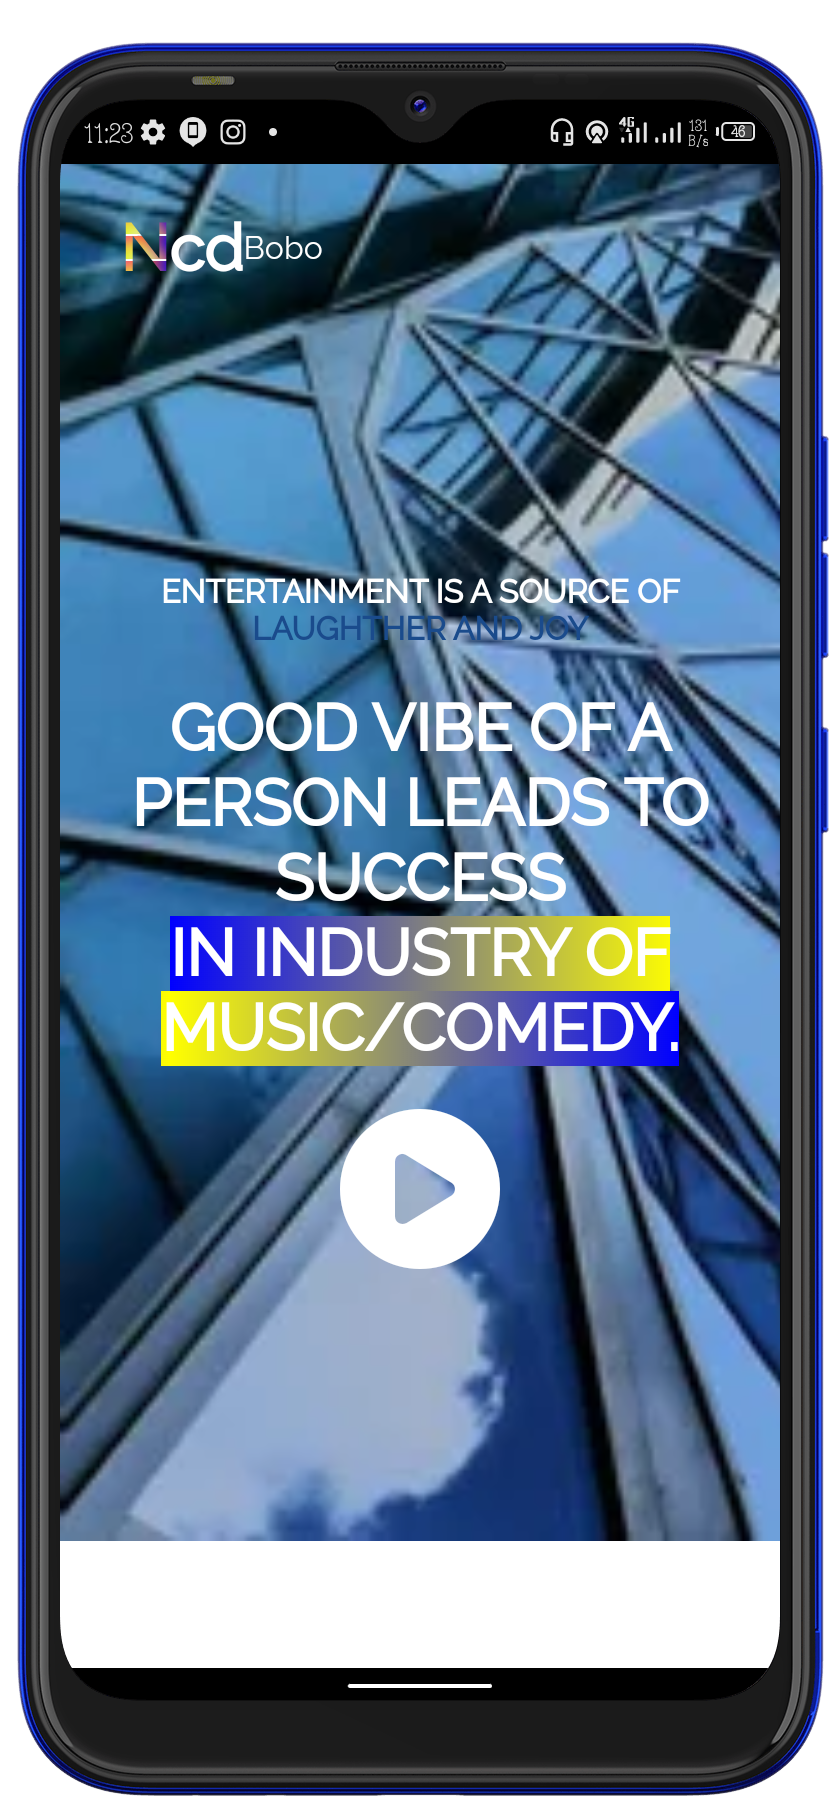 11:23 4G 131 B/s 46
NcdBobo
ENTERTAINMENT IS A SOURCE OF
LAUGHTHER AND JOY
GOOD VIBE OF A
PERSON LEADS TO
SUCCESS
IN INDUSTRY OF
MUSIC/COMEDY.